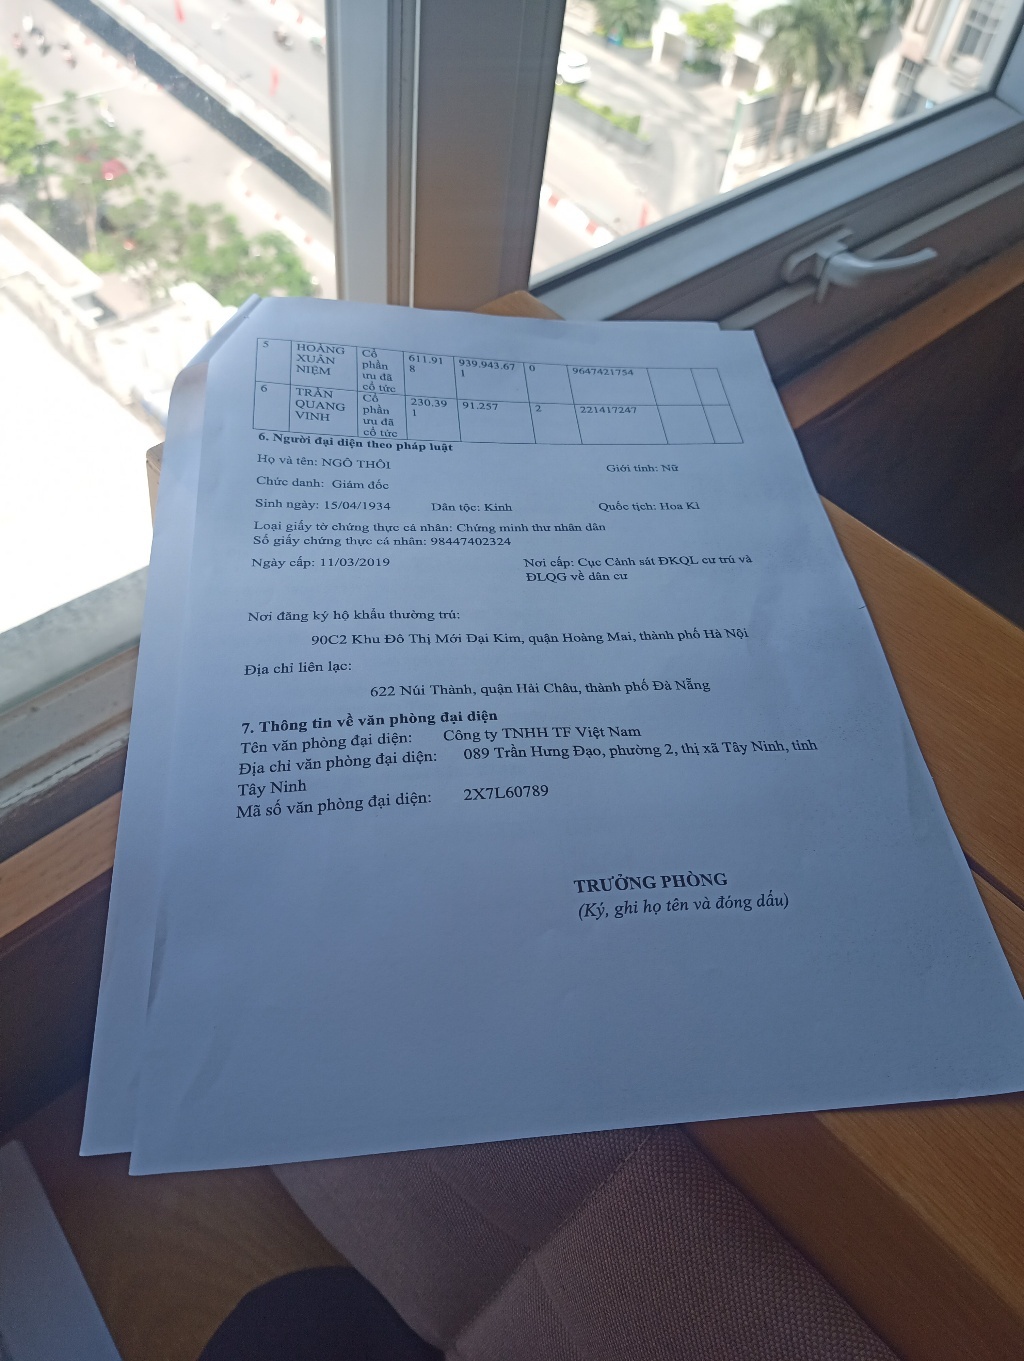 5 HOÀNG XUÂN NIỆM Cổ phần ưu đã cổ tức 611.918 939.943.671 0 9647421754
6 TRẦN QUANG VINH Cổ phần ưu đã cổ tức 230.391 91.257 2 221417247
6. Người đại diện theo pháp luật
Họ và tên: NGÔ THÔI Giới tính: Nữ
Chức danh: Giám đốc
Sinh ngày: 15/04/1934 Dân tộc: Kinh Quốc tịch: Hoa Kì
Loại giấy tờ chứng thực cá nhân: Chứng minh thư nhân dân
Số giấy chứng thực cá nhân: 98447402324
Ngày cấp: 11/03/2019 Nơi cấp: Cục Cảnh sát ĐKQL cư trú và
ĐLQG về dân cư
Nơi đăng ký hộ khẩu thường trú:
90C2 Khu Đô Thị Mới Đại Kim, quận Hoàng Mai, thành phố Hà Nội
Địa chỉ liên lạc:
622 Núi Thành, quận Hải Châu, thành phố Đà Nẵng
7. Thông tin về văn phòng đại diện
Tên văn phòng đại diện: Công ty TNHH TF Việt Nam
Địa chỉ văn phòng đại diện: 089 Trần Hưng Đạo, phường 2, thị xã Tây Ninh, tỉnh
Tây Ninh
Mã số văn phòng đại diện: 2X7L60789
TRƯỞNG PHÒNG
(Ký, ghi họ tên và đóng dấu)